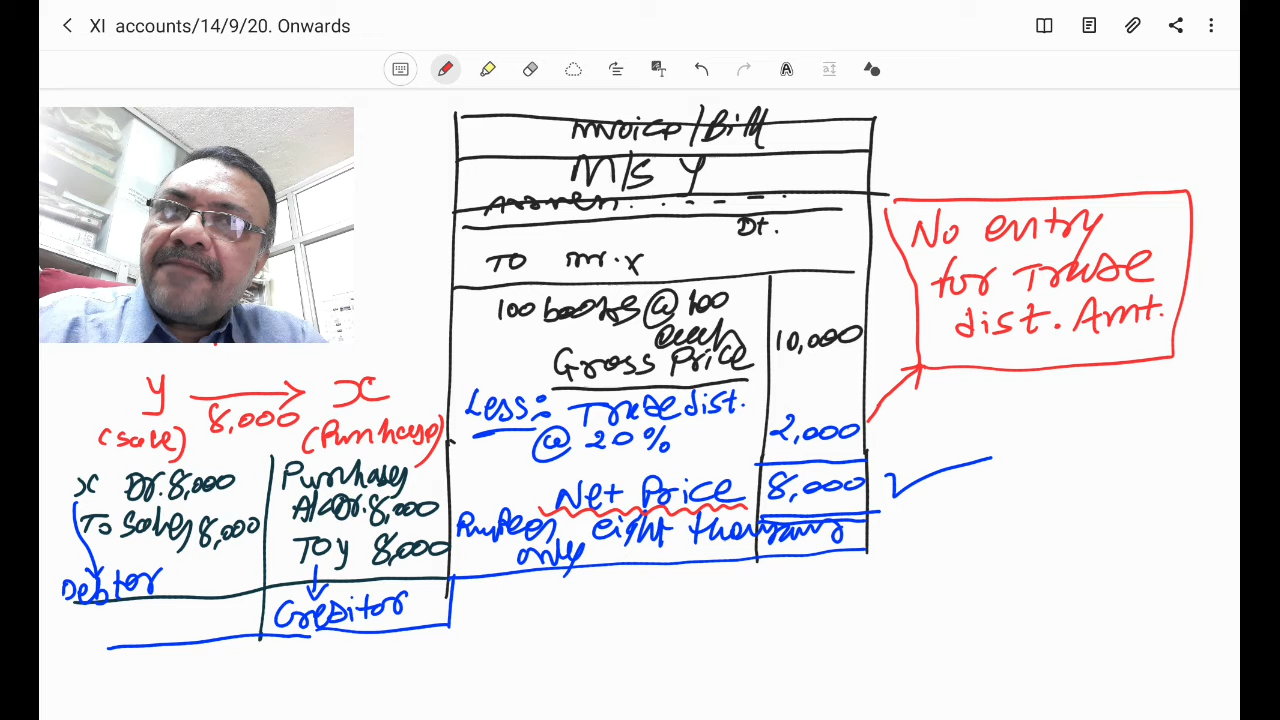 XI accounts/14/9/20. Onwards
Invoice/Bill
M/s Y
Address . . - - - .
Dt.
To Mr. X
100 books @ 100
each
10,000
Gross Price
Less: Trade dist.
@ 20%
2,000
Net Price 8,000
Rupees eight thousand
only
No entry
for Trade
dist. Amt.
y x
8,000
(sale) (Purchase)
x Dr. 8,000
To Sales 8,000
Debtor
Purchases
A/c Dr. 8,000
To y 8,000
Creditor